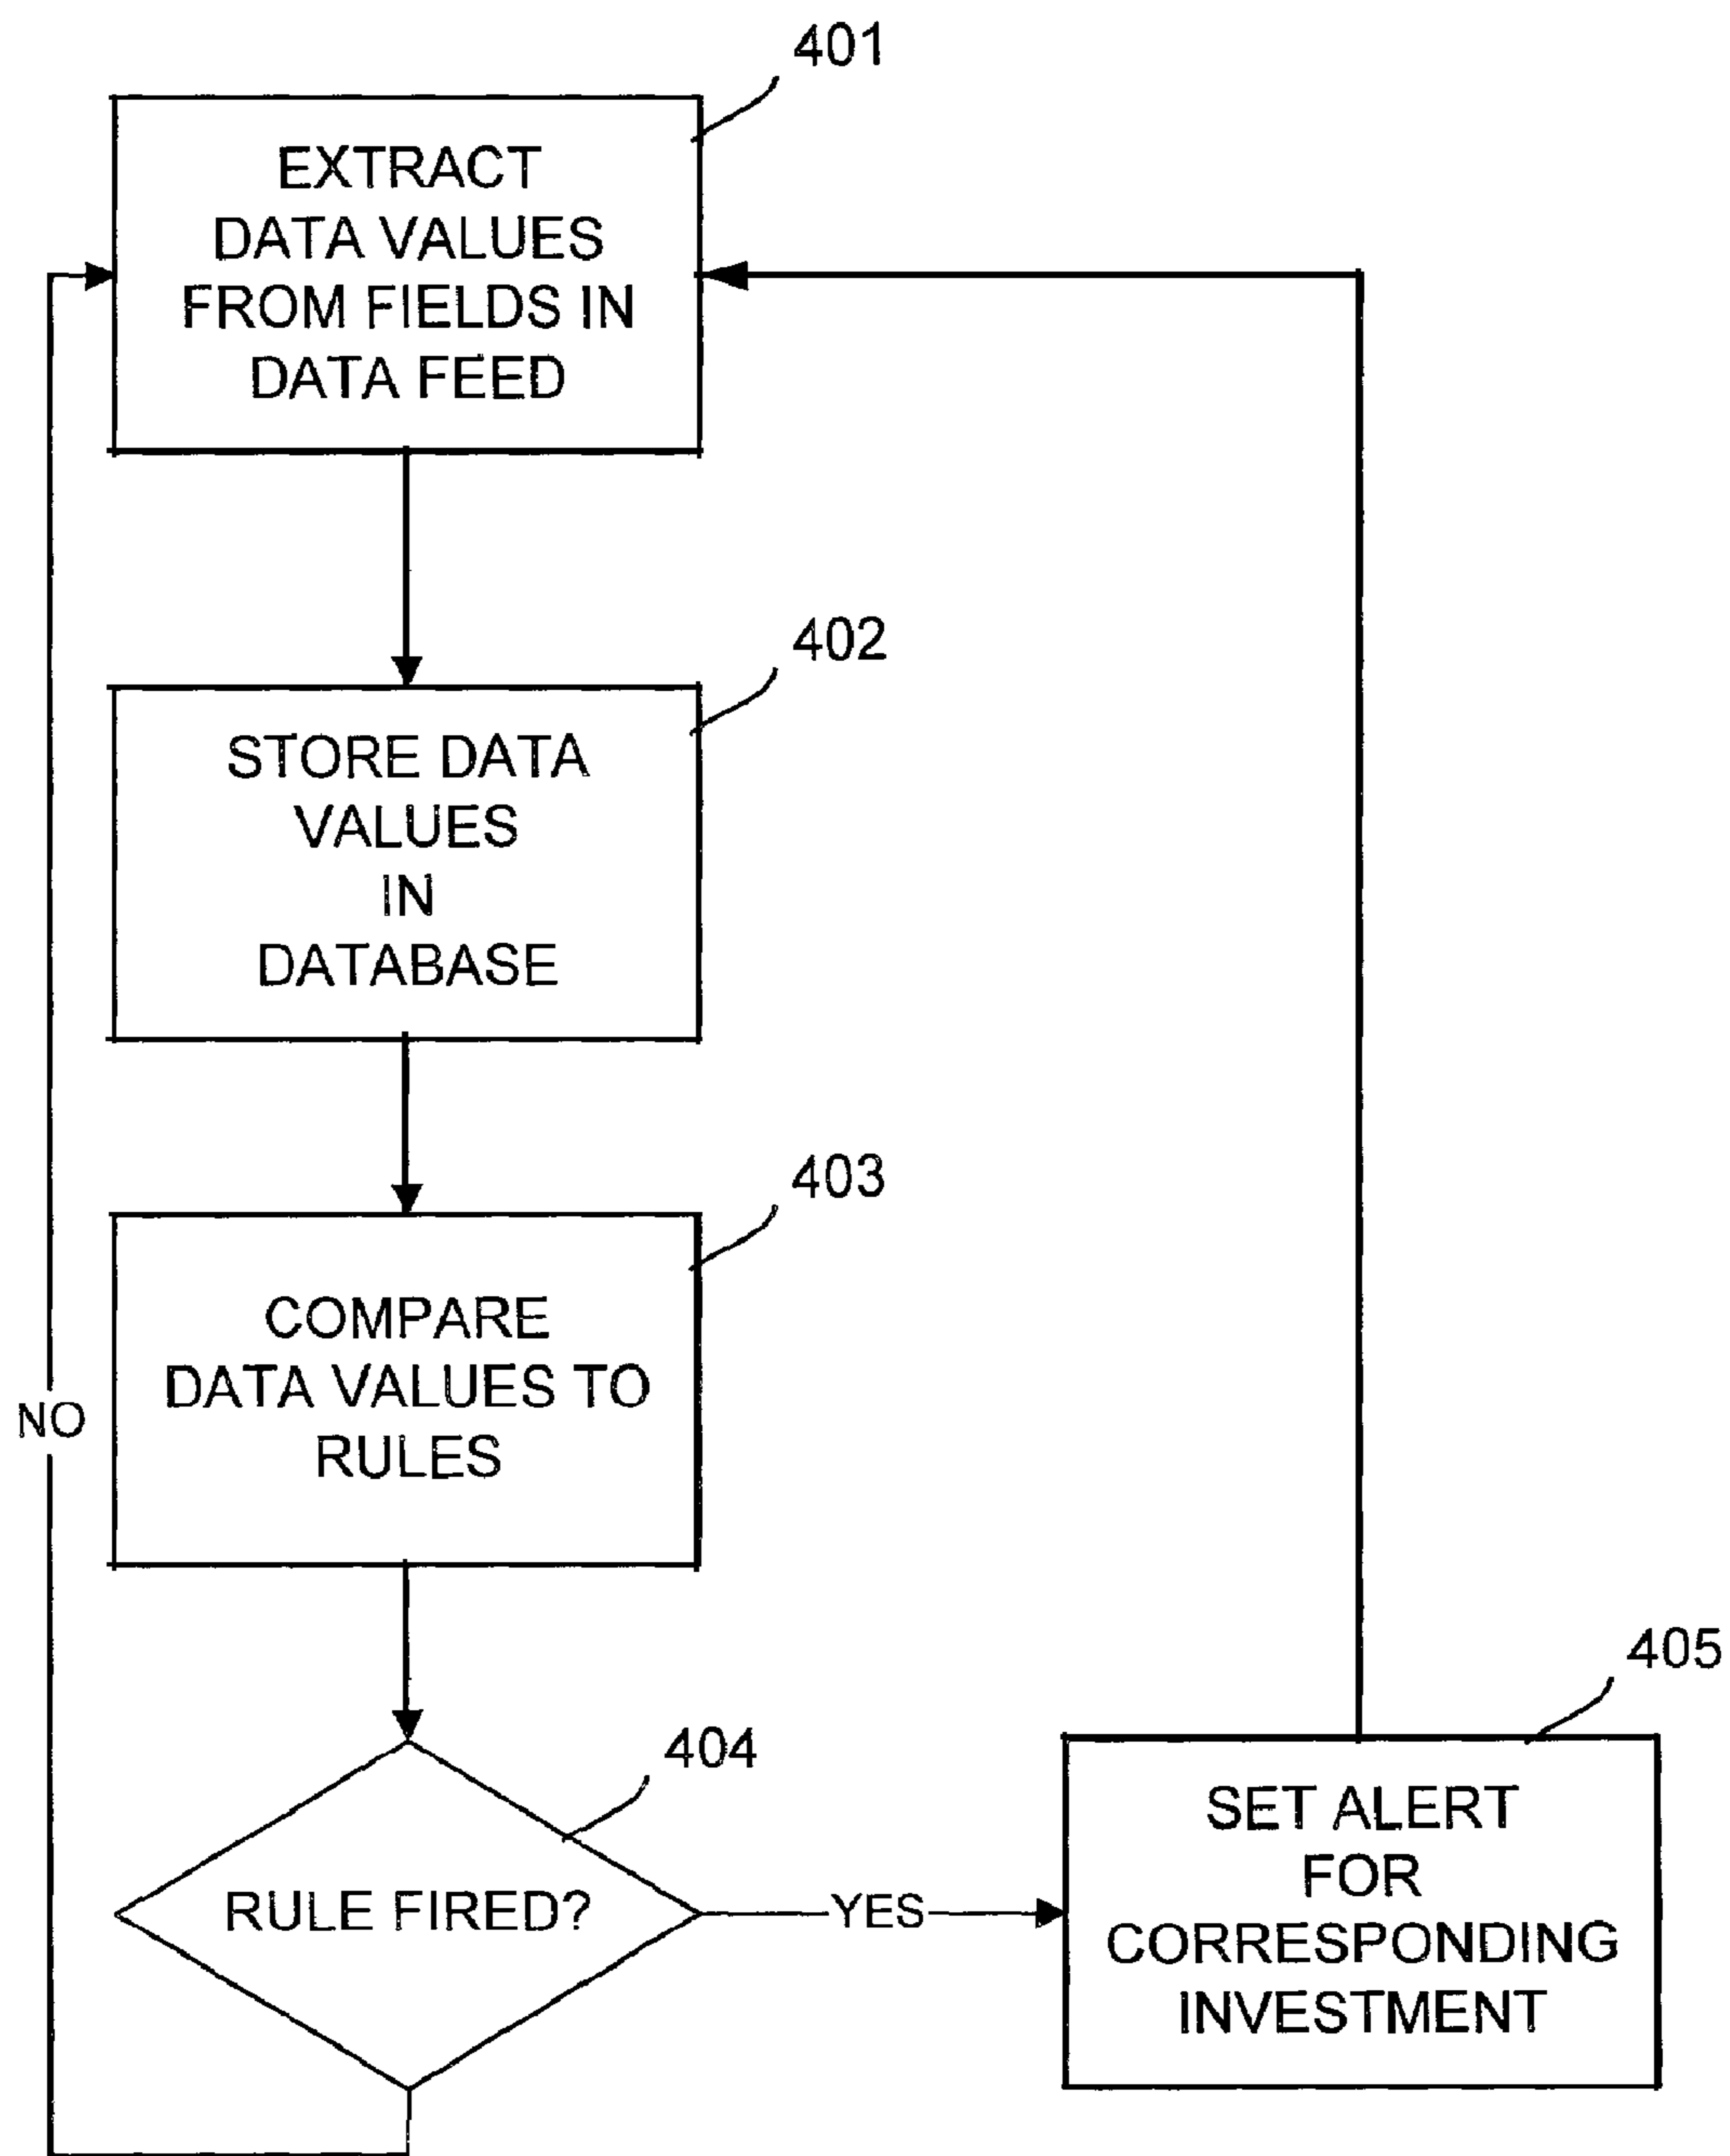 401
EXTRACT
DATA VALUES
FROM FIELDS IN
DATA FEED
402
STORE DATA
VALUES
IN
DATABASE
403
COMPARE
DATA VALUES TO
RULES
NO
404
RULE FIRED?
YES
405
SET ALERT
FOR
CORRESPONDING
INVESTMENT